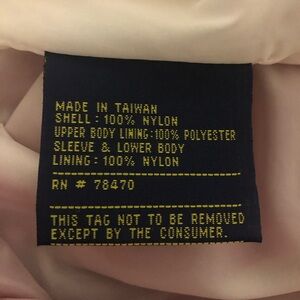 MADE IN TAIWAN
SHELL : 100% NYLON
UPPER BODY LINING : 100% POLYESTER
SLEEVE & LOWER BODY
LINING : 100% NYLON
RN # 78470
THIS TAG NOT TO BE REMOVED
EXCEPT BY THE CONSUMER.